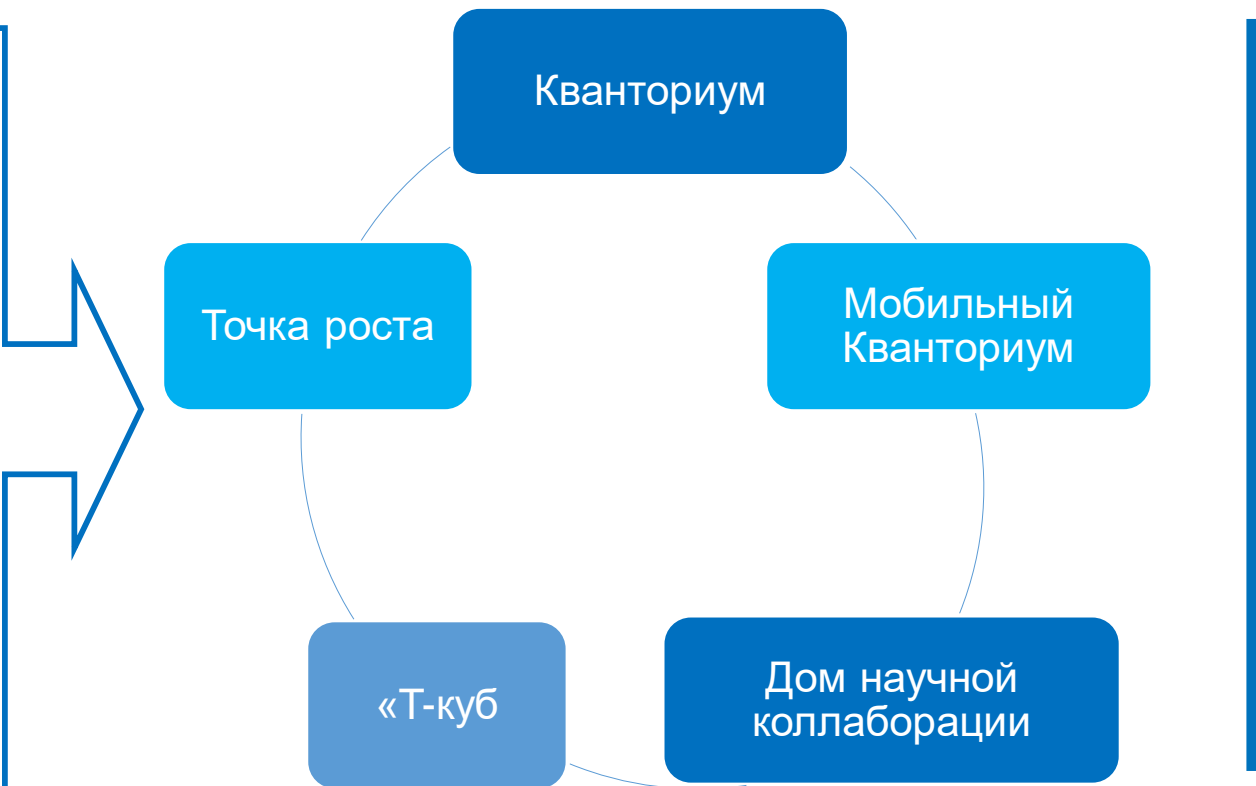 Кванториум
Точка роста
Мобильный
Кванториум
«Т-куб
Дом научной
коллаборации